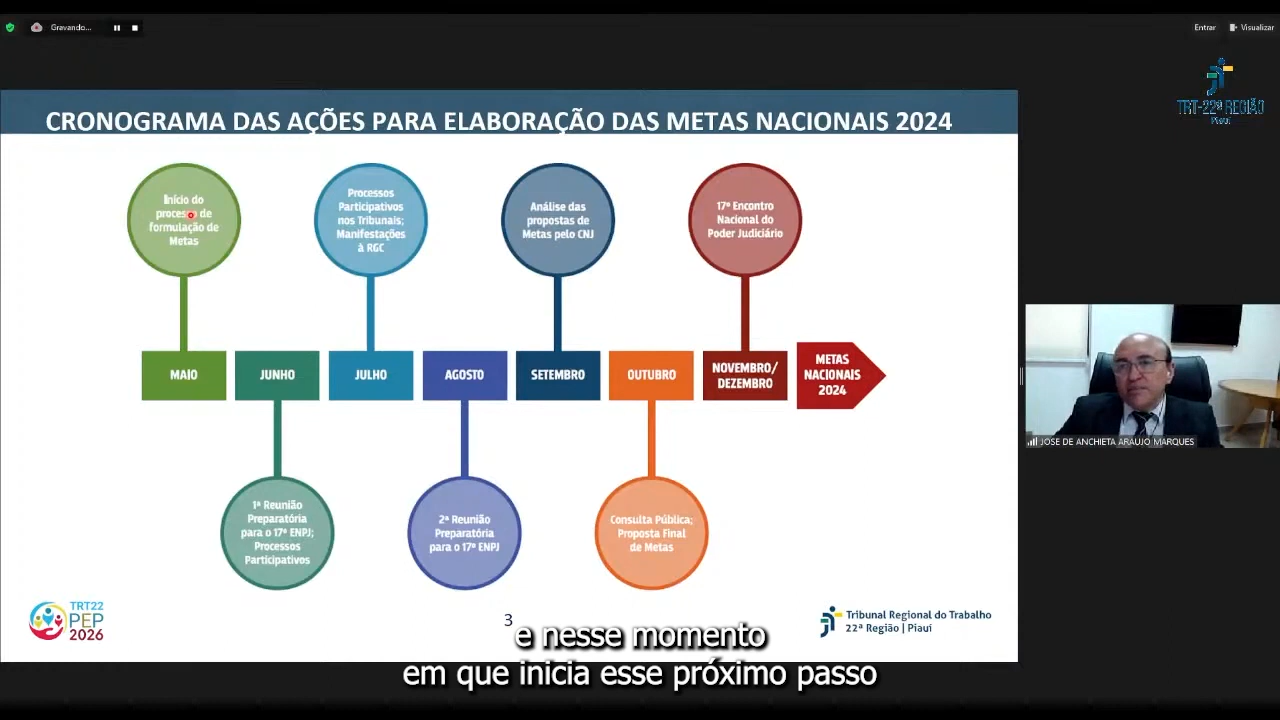 Gravando...
Entrar
Visualizar
TRT-22ª REGIÃO
Piauí
CRONOGRAMA DAS AÇÕES PARA ELABORAÇÃO DAS METAS NACIONAIS 2024
Início do
processo de
formulação de
Metas
Processos
Participativos
nos Tribunais;
Manifestações
à RGC
Análise das
propostas de
Metas pelo CNJ
17º Encontro
Nacional do
Poder Judiciário
MAIO
JUNHO
JULHO
AGOSTO
SETEMBRO
OUTUBRO
NOVEMBRO/
DEZEMBRO
METAS
NACIONAIS
2024
1ª Reunião
Preparatória
para o 17º ENPJ;
Processos
Participativos
2ª Reunião
Preparatória
para o 17º ENPJ
Consulta Pública;
Proposta Final
de Metas
JOSE DE ANCHIETA ARAUJO MARQUES
TRT22
PEP
2026
3
Tribunal Regional do Trabalho
22ª Região | Piauí
e nesse momento
em que inicia esse próximo passo